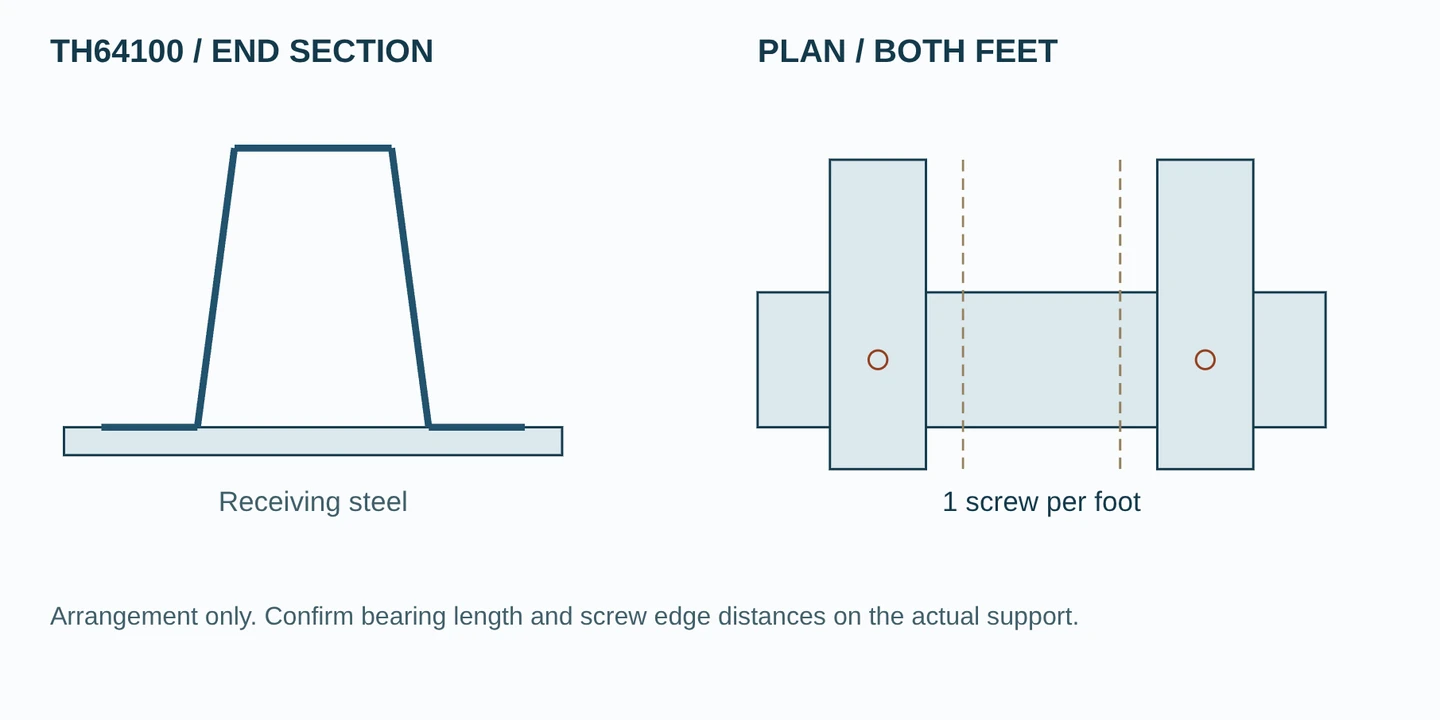 TH64100 / END SECTION
PLAN / BOTH FEET
Receiving steel
1 screw per foot
Arrangement only. Confirm bearing length and screw edge distances on the actual support.